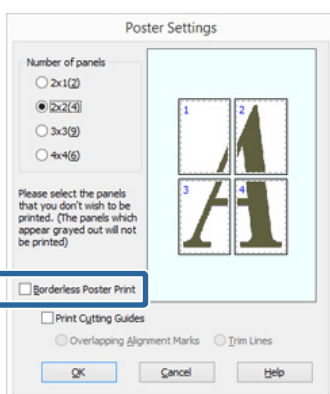 Poster Settings
Number of panels
2x1(2)
2x2(4)
3x3(9)
4x4(6)
1
2
3
4
Please select the panels
that you don't wish to be
printed. (The panels which
appear grayed out will not
be printed)
Borderless Poster Print
Print Cutting Guides
Overlapping Alignment Marks
Trim Lines
OK
Cancel
Help